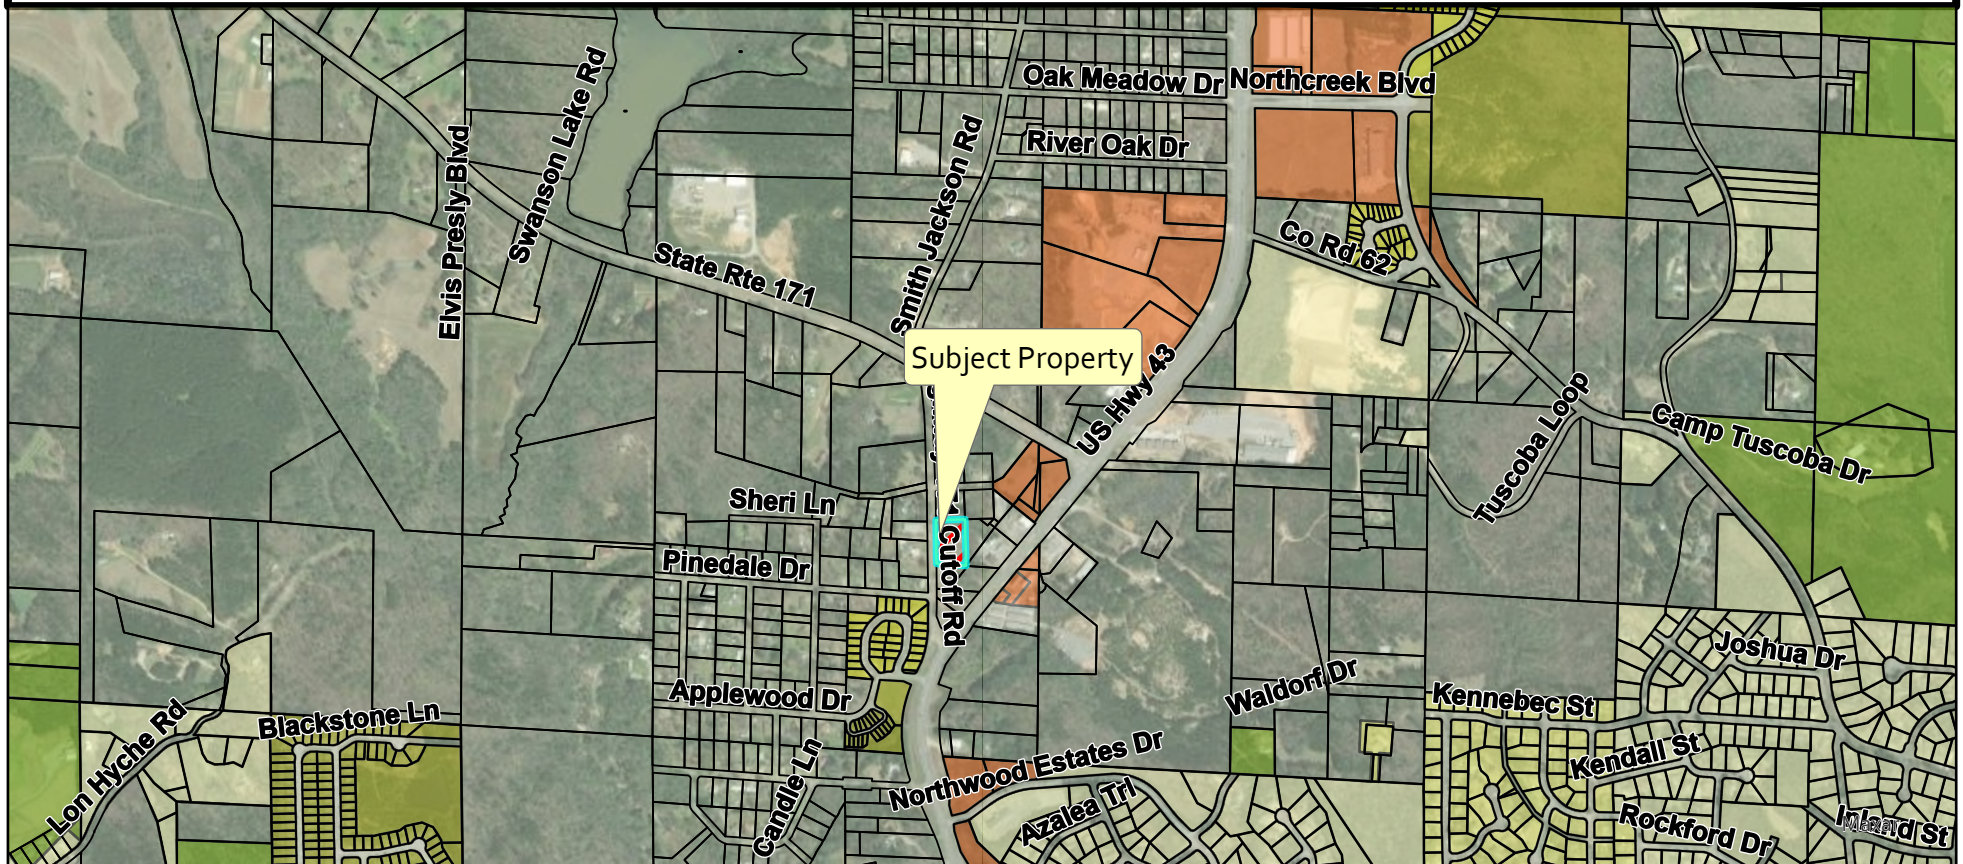 Oak Meadow Dr
Northcreek Blvd
River Oak Dr
Swanson Lake Rd
Elvis Presly Blvd
Smith Jackson Rd
State Rte 171
Co Rd 62
Subject Property
US Hwy 43
Tuscoba Loop
Camp Tuscoba Dr
Sheri Ln
Pinedale Dr
Cutoff Rd
Applewood Dr
Waldorf Dr
Joshua Dr
Kennebec St
Kendall St
Blackstone Ln
Lon Hyche Rd
Candle Ln
Northwood Estates Dr
Azalea Trl
Rockford Dr
Inland St
Maxar